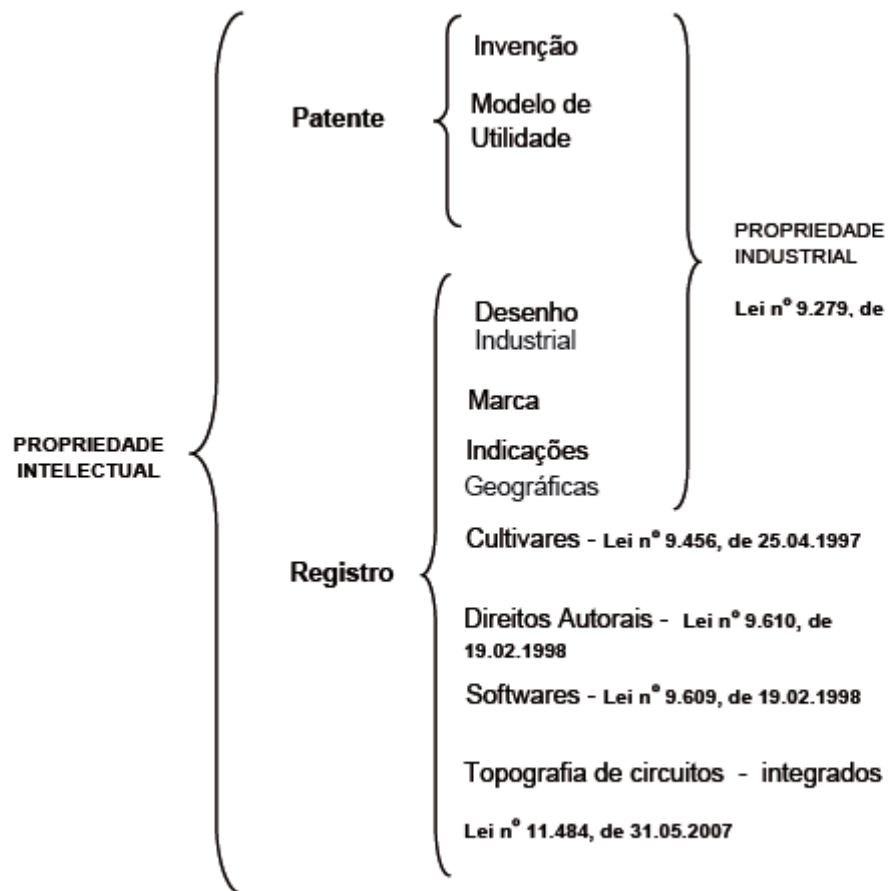 PROPRIEDADE
INTELECTUAL
Patente
Invenção
Modelo de
Utilidade
PROPRIEDADE
INDUSTRIAL
Lei nº 9.279, de
Registro
Desenho
Industrial
Marca
Indicações
Geográficas
Cultivares - Lei nº 9.456, de 25.04.1997
Direitos Autorais - Lei nº 9.610, de
19.02.1998
Softwares - Lei nº 9.609, de 19.02.1998
Topografia de circuitos - integrados
Lei nº 11.484, de 31.05.2007